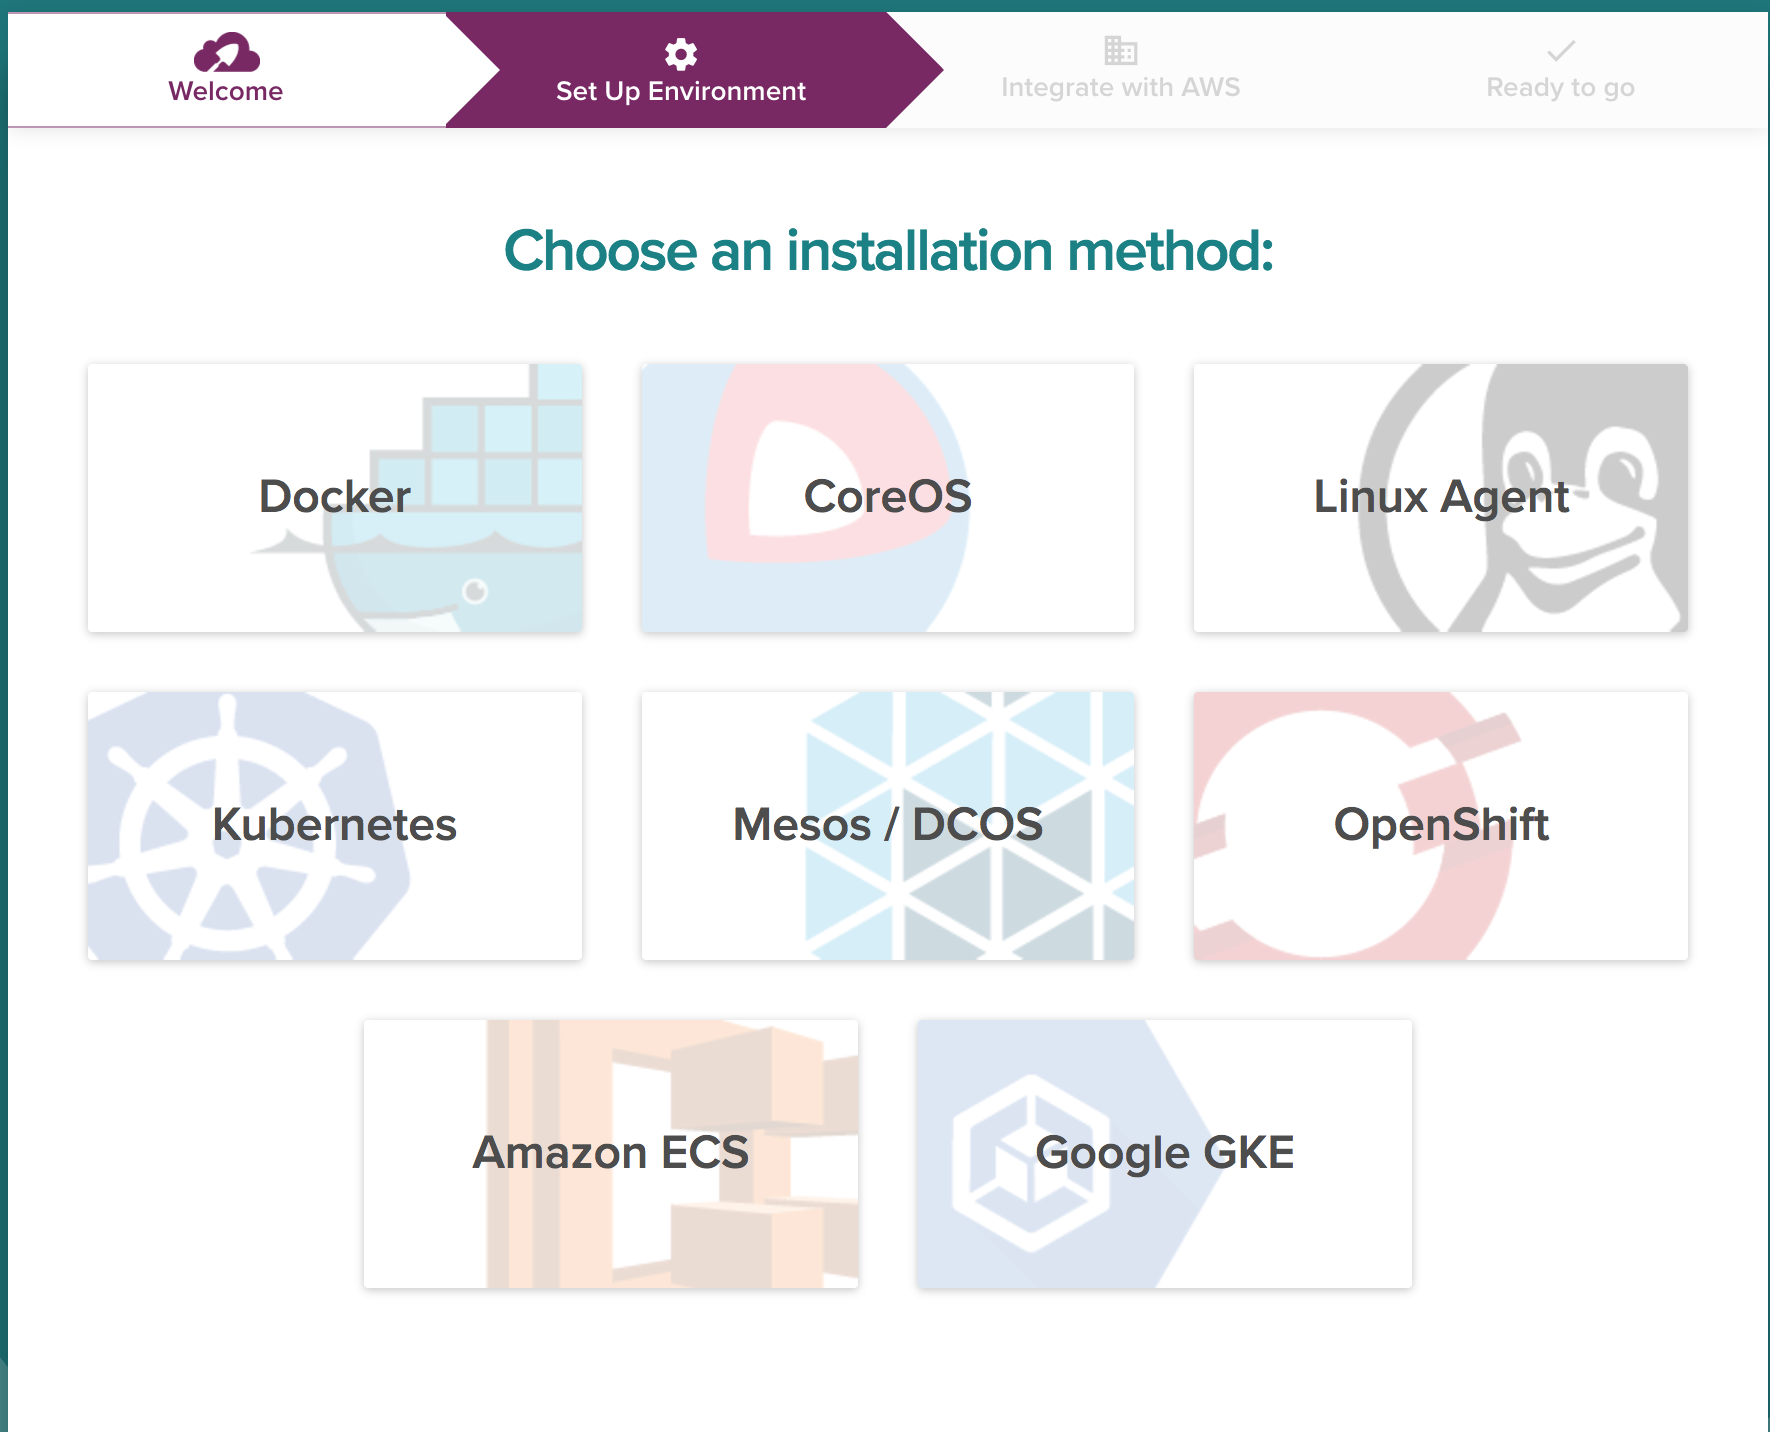 Welcome
Set Up Environment
Integrate with AWS
Ready to go
Choose an installation method:
Docker
CoreOS
Linux Agent
Kubernetes
Mesos / DCOS
OpenShift
Amazon ECS
Google GKE